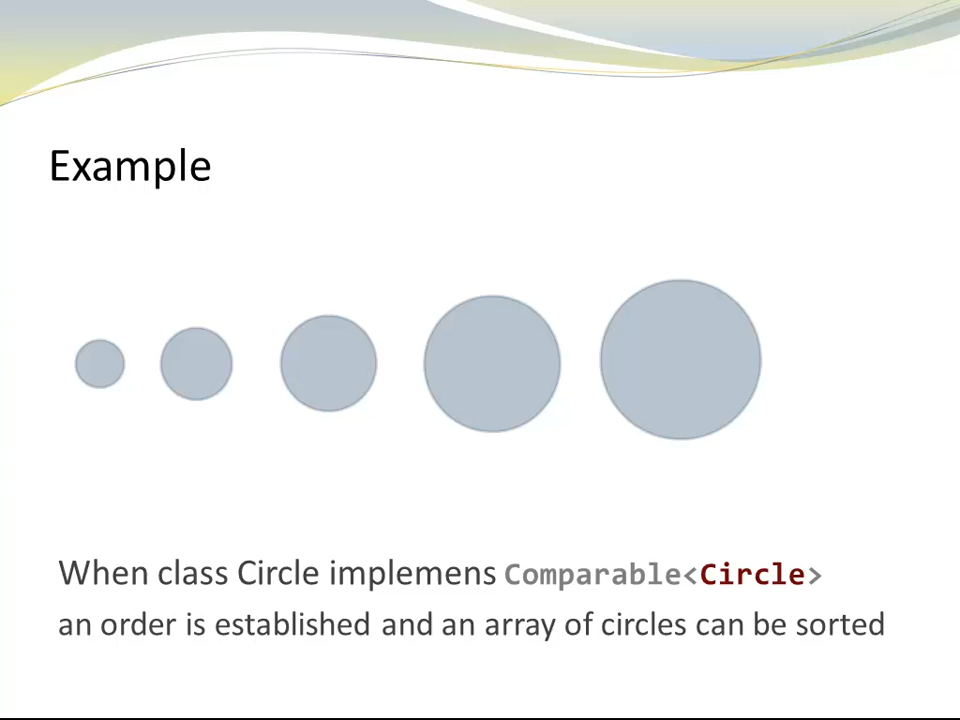 Example
When class Circle implemens Comparable<Circle>
an order is established and an array of circles can be sorted